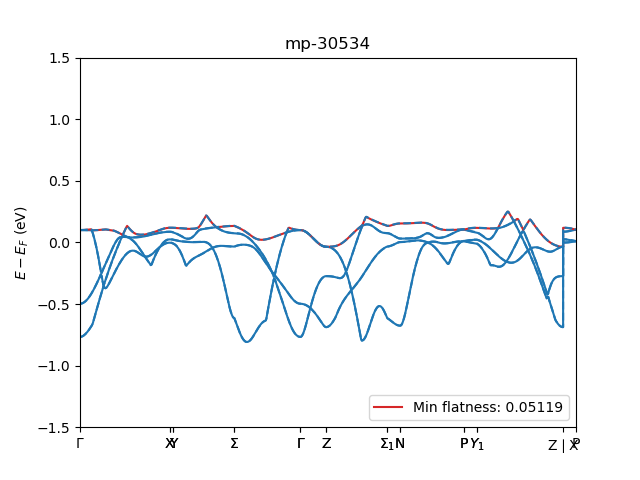 mp-30534
1.5
1.0
0.5
0.0
−0.5
−1.0
−1.5
E − E_F (eV)
Min flatness: 0.05119
Γ X Y Σ Γ Z Σ₁ N P Y₁ Z | X P